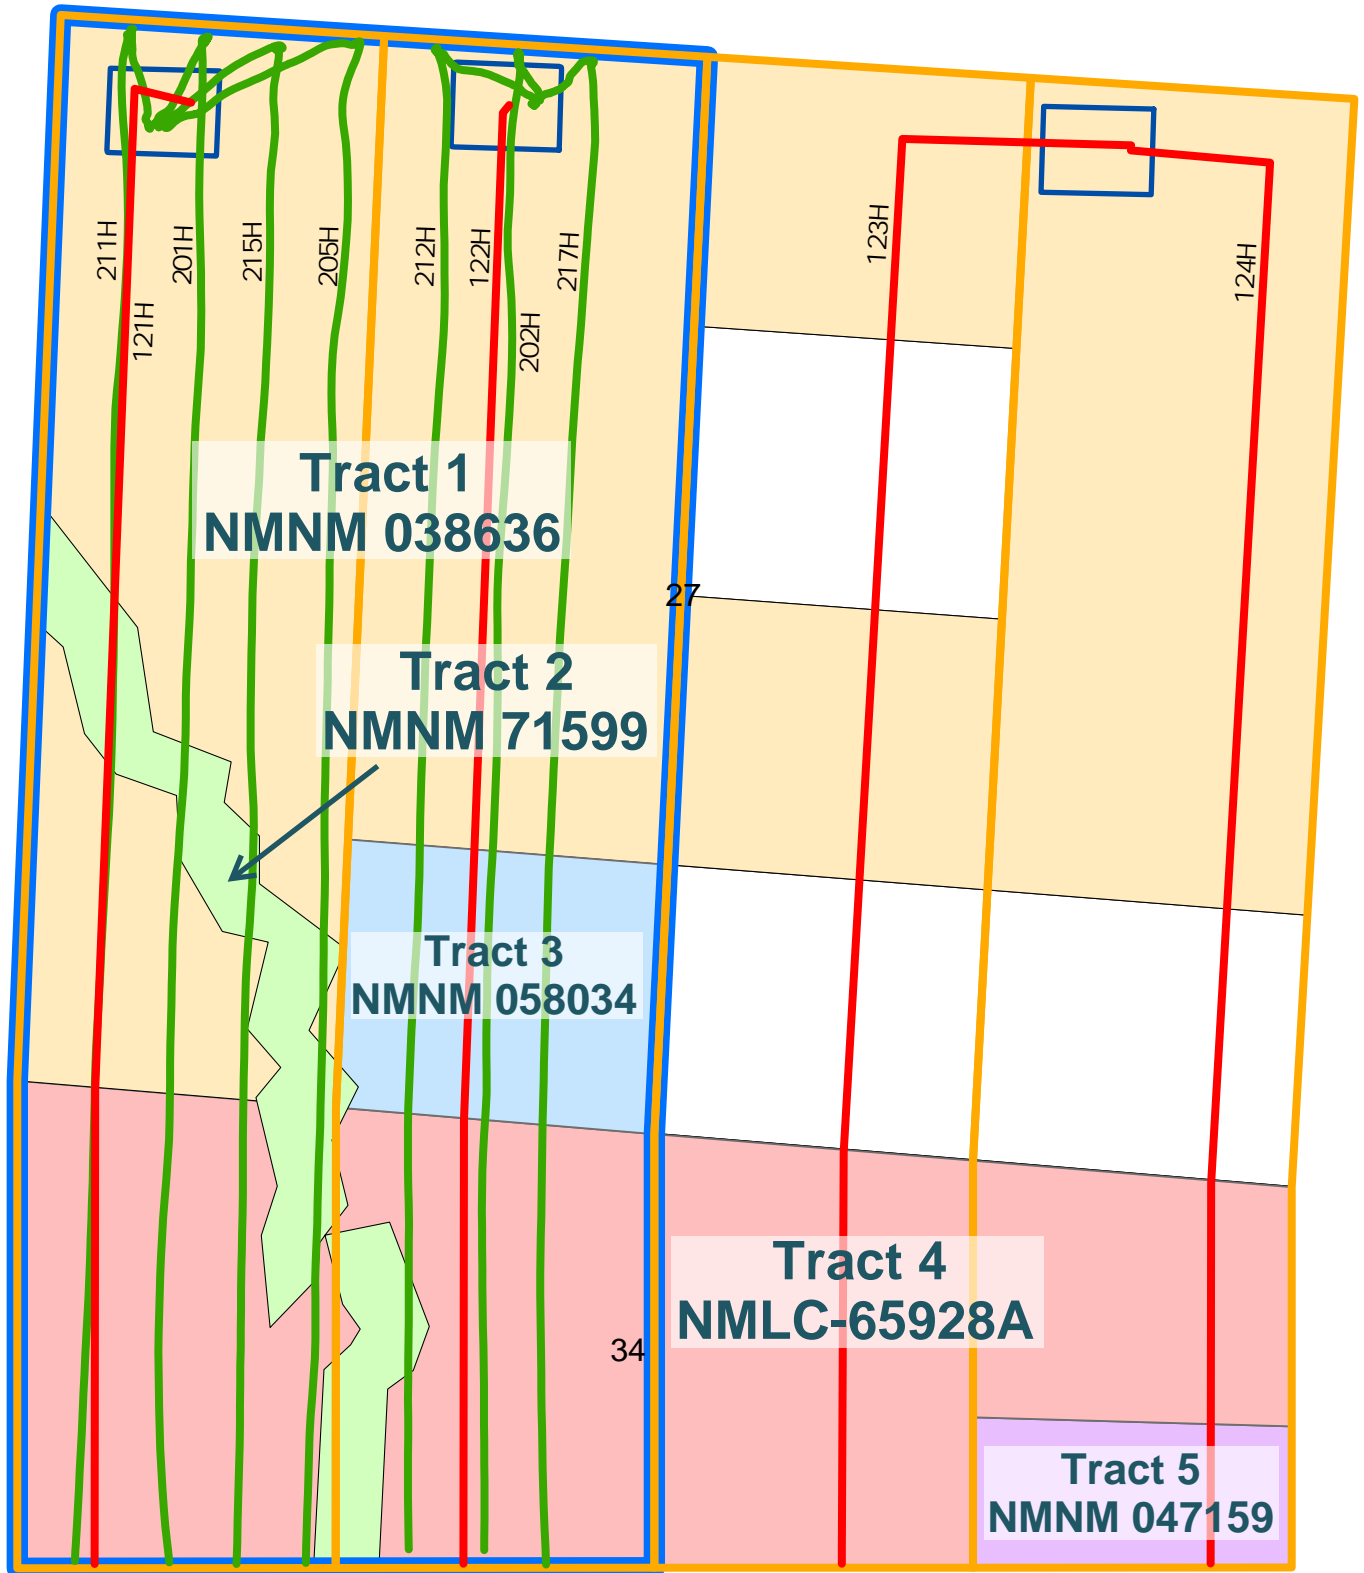 211H
121H
201H
215H
205H
212H
122H
202H
217H
123H
124H
Tract 1
NMNM 038636
27
Tract 2
NMNM 71599
Tract 3
NMNM 058034
Tract 4
NMLC-65928A
34
Tract 5
NMNM 047159